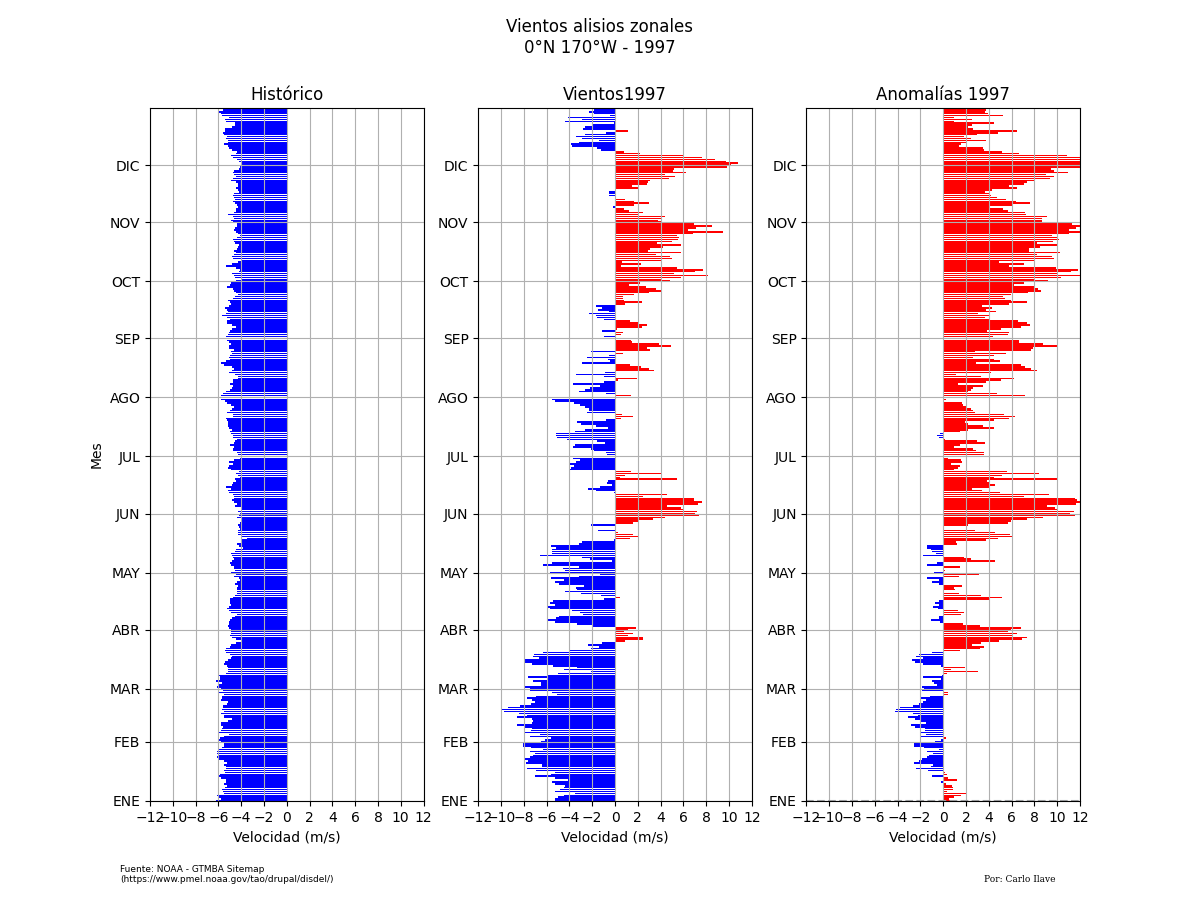 Vientos alisios zonales
0°N 170°W - 1997
Histórico
Vientos1997
Anomalías 1997
Mes
DIC
NOV
OCT
SEP
AGO
JUL
JUN
MAY
ABR
MAR
FEB
ENE
−12 −10 −8 −6 −4 −2 0 2 4 6 8 10 12
Velocidad (m/s)
DIC
NOV
OCT
SEP
AGO
JUL
JUN
MAY
ABR
MAR
FEB
ENE
−12 −10 −8 −6 −4 −2 0 2 4 6 8 10 12
Velocidad (m/s)
DIC
NOV
OCT
SEP
AGO
JUL
JUN
MAY
ABR
MAR
FEB
ENE
−12 −10 −8 −6 −4 −2 0 2 4 6 8 10 12
Velocidad (m/s)
Fuente: NOAA - GTMBA Sitemap
(https://www.pmel.noaa.gov/tao/drupal/disdel/)
Por: Carlo Ilave